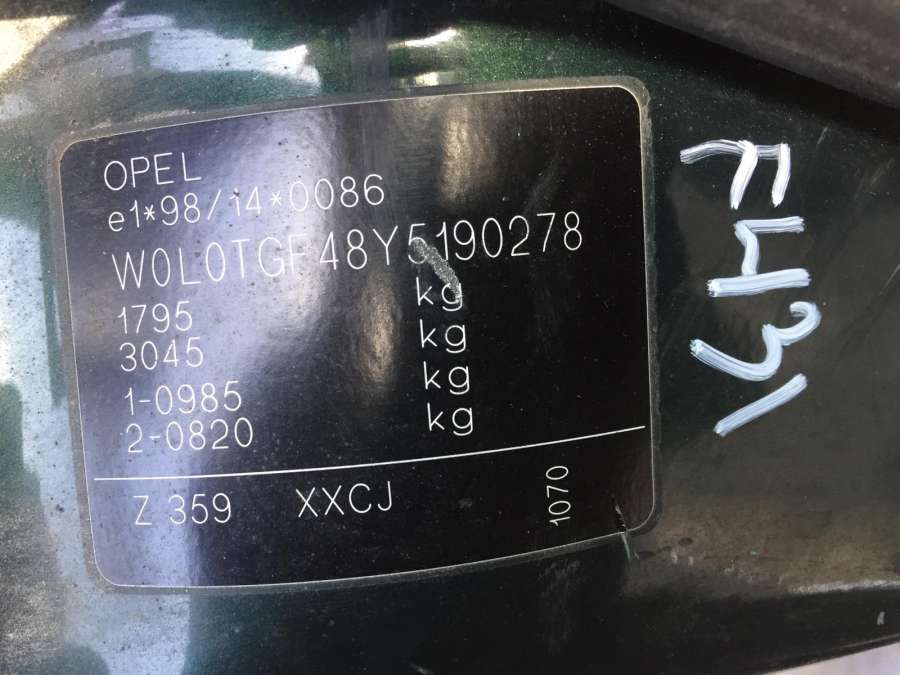 OPEL
e1*98/14*0086
W0L0TGF48Y5190278
1795 kg
3045 kg
1-0985 kg
2-0820 kg
Z 359 XXCJ 1070
F431